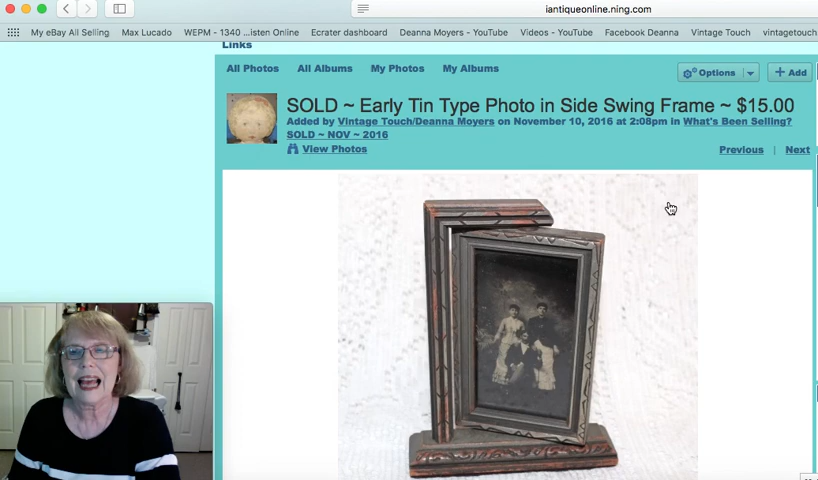 iantiqueonline.ning.com
My eBay All Selling
Max Lucado
WEPM - 1340 ...isten Online
Ecrater dashboard
Deanna Moyers - YouTube
Videos - YouTube
Facebook Deanna
Vintage Touch
vintagetouch
Links
All Photos
All Albums
My Photos
My Albums
Options
+ Add
SOLD ~ Early Tin Type Photo in Side Swing Frame ~ $15.00
Added by Vintage Touch/Deanna Moyers on November 10, 2016 at 2:08pm in What's Been Selling?
SOLD ~ NOV ~ 2016
View Photos
Previous | Next